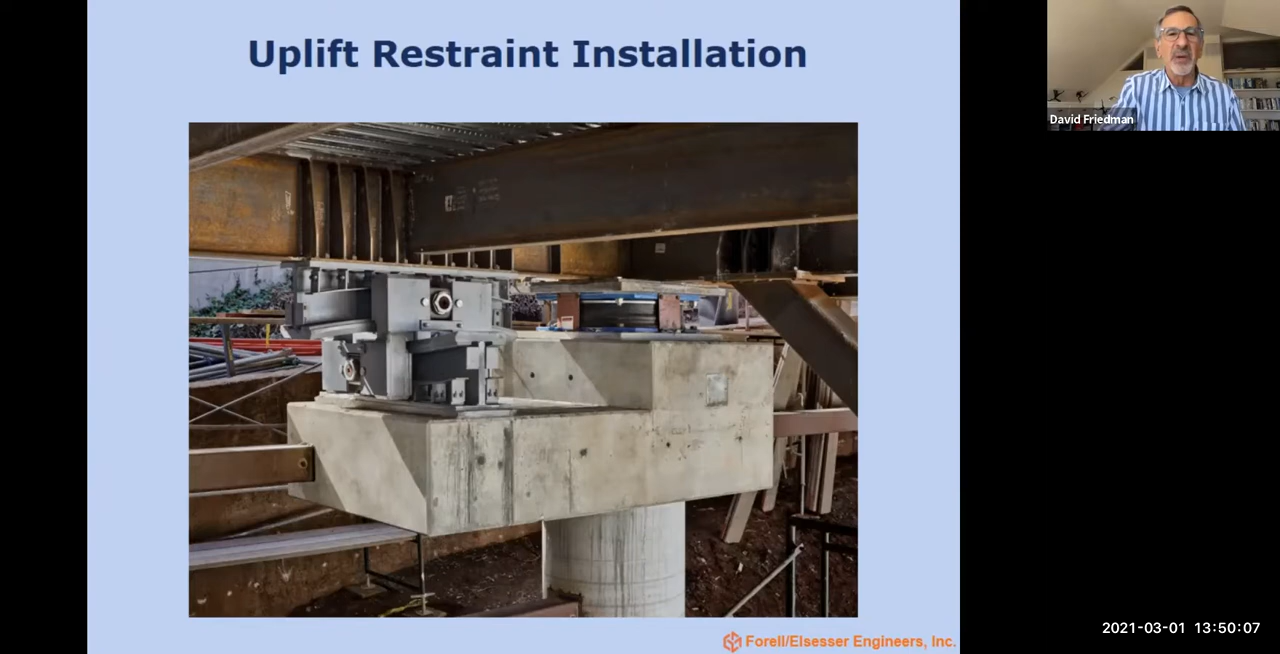 Uplift Restraint Installation
David Friedman
2021-03-01 13:50:07
Forell/Elsesser Engineers, Inc.